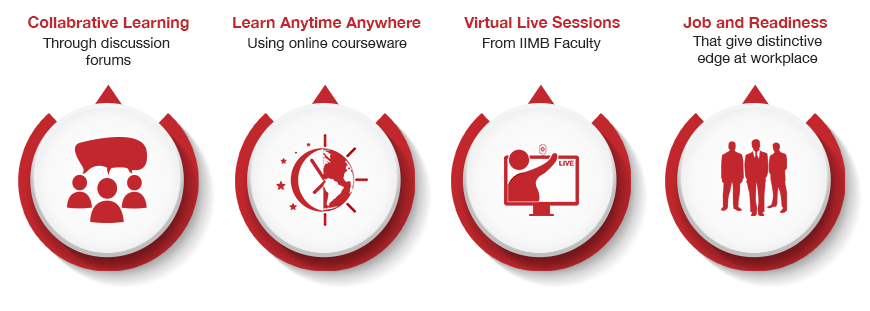 Collabrative Learning
Through discussion
forums
Learn Anytime Anywhere
Using online courseware
Virtual Live Sessions
From IIMB Faculty
Job and Readiness
That give distinctive
edge at workplace
LIVE